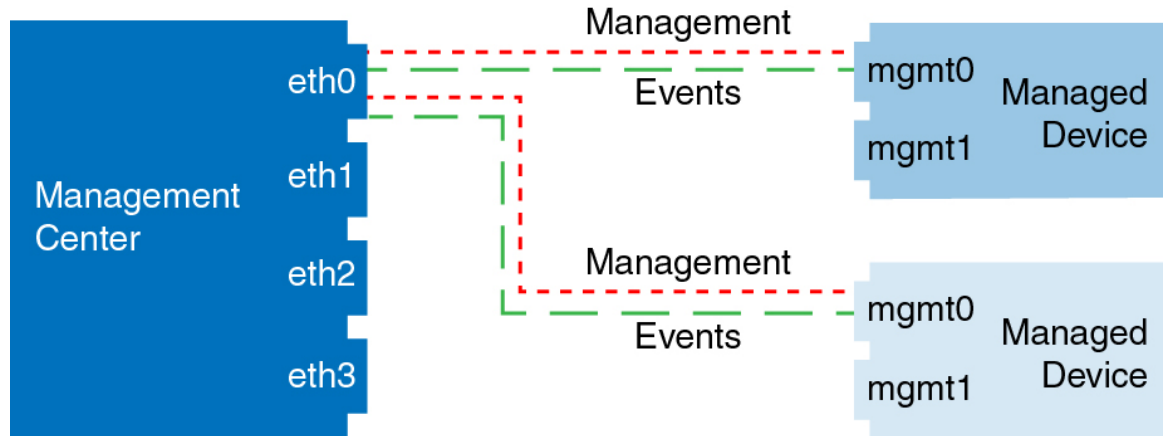 Management
eth0
mgmt0
Events
Managed
Device
mgmt1
eth1
Management
Center
eth2
Management
mgmt0
Events
Managed
Device
eth3
mgmt1